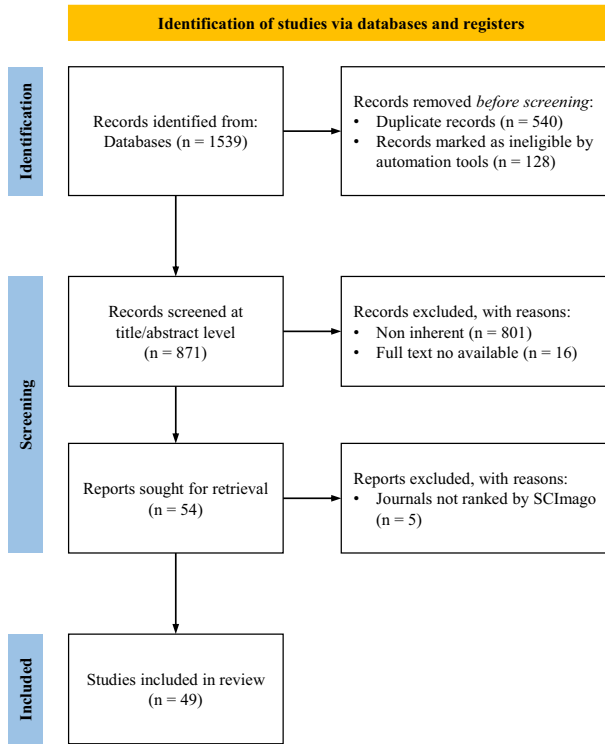 Identification of studies via databases and registers
Identification
Records identified from:
Databases (n = 1539)
Records removed before screening:
• Duplicate records (n = 540)
• Records marked as ineligible by
automation tools (n = 128)
Screening
Records screened at
title/abstract level
(n = 871)
Records excluded, with reasons:
• Non inherent (n = 801)
• Full text no available (n = 16)
Reports sought for retrieval
(n = 54)
Reports excluded, with reasons:
• Journals not ranked by SCImago
(n = 5)
Included
Studies included in review
(n = 49)